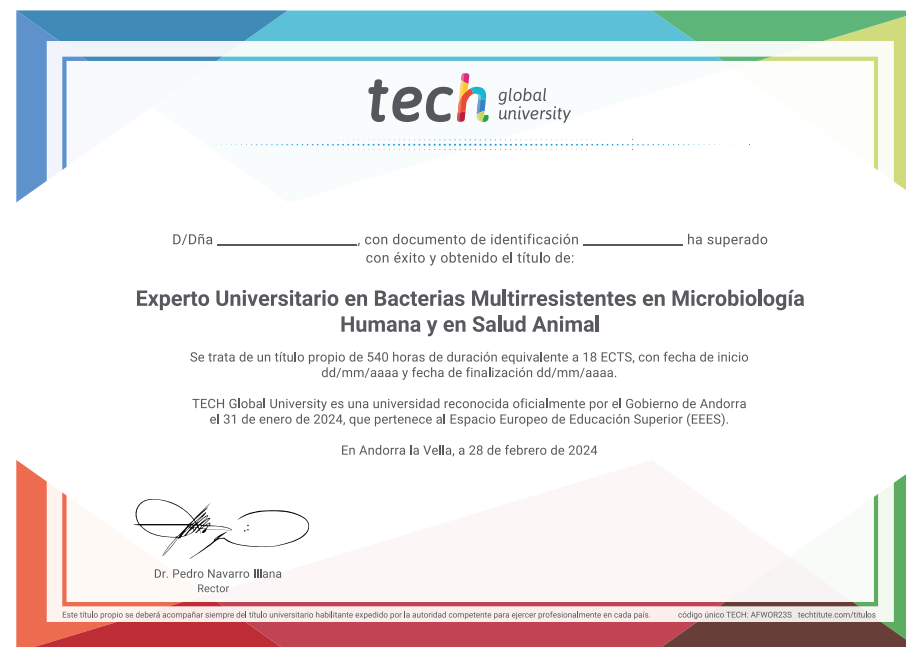 tech global university
D/Dña ____________________, con documento de identificación ______________ ha superado
con éxito y obtenido el título de:
Experto Universitario en Bacterias Multirresistentes en Microbiología
Humana y en Salud Animal
Se trata de un título propio de 540 horas de duración equivalente a 18 ECTS, con fecha de inicio
dd/mm/aaaa y fecha de finalización dd/mm/aaaa.
TECH Global University es una universidad reconocida oficialmente por el Gobierno de Andorra
el 31 de enero de 2024, que pertenece al Espacio Europeo de Educación Superior (EEES).
En Andorra la Vella, a 28 de febrero de 2024
Dr. Pedro Navarro Illana
Rector
Este título propio se deberá acompañar siempre del título universitario habilitante expedido por la autoridad competente para ejercer profesionalmente en cada país. código único TECH: AFWOR23S techtitute.com/titulos